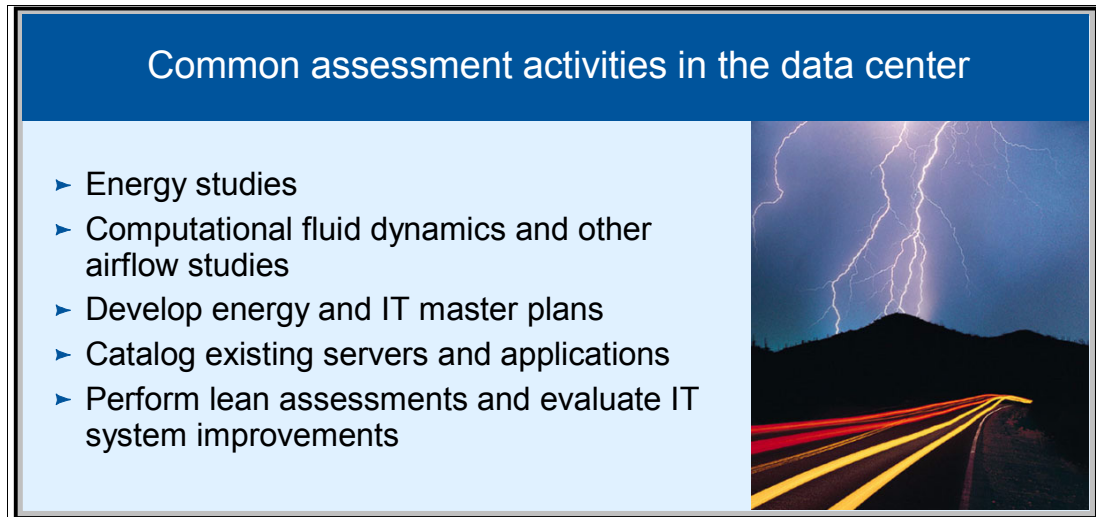 Common assessment activities in the data center
➤ Energy studies
➤ Computational fluid dynamics and other
airflow studies
➤ Develop energy and IT master plans
➤ Catalog existing servers and applications
➤ Perform lean assessments and evaluate IT
system improvements